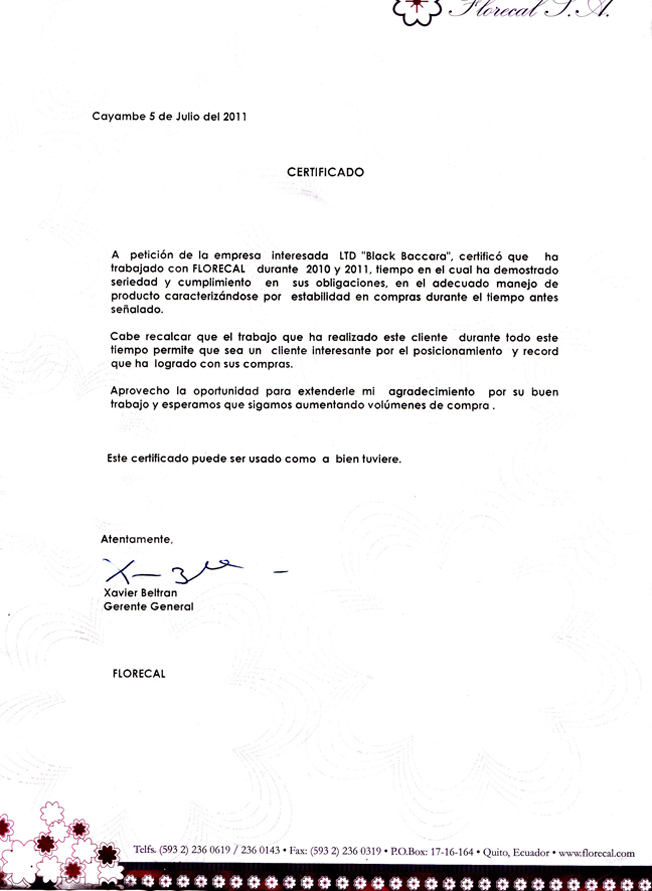 Florecal S. A.
Cayambe 5 de Julio del 2011
CERTIFICADO
A petición de la empresa interesada LTD "Black Baccara", certificó que ha
trabajado con FLORECAL durante 2010 y 2011, tiempo en el cual ha demostrado
seriedad y cumplimiento en sus obligaciones, en el adecuado manejo de
producto caracterizándose por estabilidad en compras durante el tiempo antes
señalado.
Cabe recalcar que el trabajo que ha realizado este cliente durante todo este
tiempo permite que sea un cliente interesante por el posicionamiento y record
que ha logrado con sus compras.
Aprovecho la oportunidad para extenderle mi agradecimiento por su buen
trabajo y esperamos que sigamos aumentando volúmenes de compra .
Este certificado puede ser usado como a bien tuviere.
Atentamente,
Xavier Beltran
Gerente General
FLORECAL
Telfs. (593 2) 236 0619 / 236 0143 • Fax: (593 2) 236 0319 • P.O.Box: 17-16-164 • Quito, Ecuador • www.florecal.com